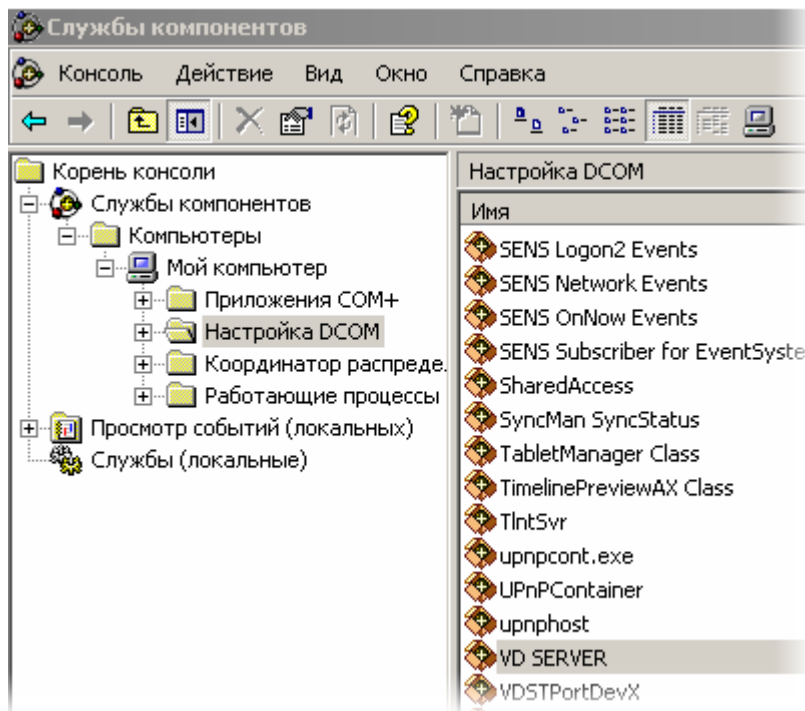 Службы компонентов
Консоль Действие Вид Окно Справка
Корень консоли
Службы компонентов
Компьютеры
Мой компьютер
Приложения COM+
Настройка DCOM
Координатор распреде.
Работающие процессы
Просмотр событий (локальных)
Службы (локальные)
Настройка DCOM
Имя
SENS Logon2 Events
SENS Network Events
SENS OnNow Events
SENS Subscriber for EventSyste
SharedAccess
SyncMan SyncStatus
TabletManager Class
TimelinePreviewAX Class
TlntSvr
upnpcont.exe
UPnPContainer
upnphost
VD SERVER
VDSTPortDevX